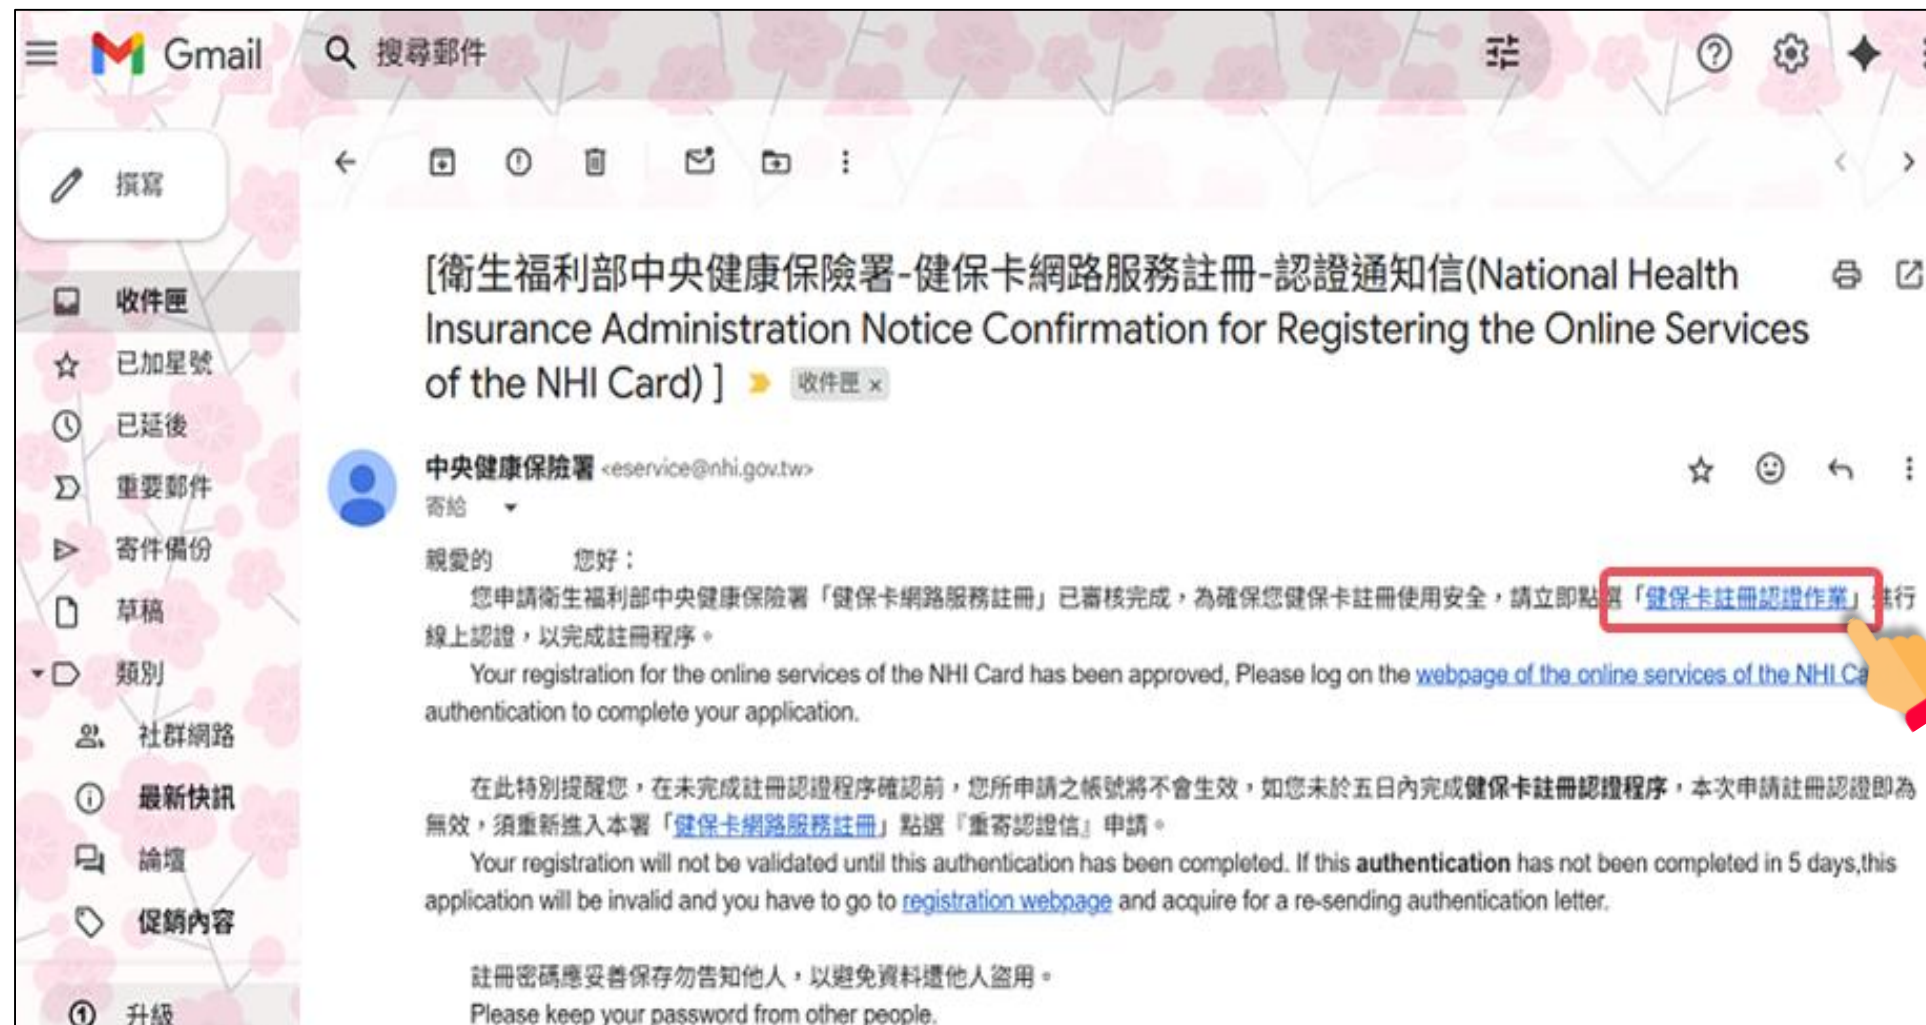 Gmail
搜尋郵件
撰寫
收件匣
已加星號
已延後
重要郵件
寄件備份
草稿
類別
社群網路
最新快訊
論壇
促銷內容
升級
[衛生福利部中央健康保險署-健保卡網路服務註冊-認證通知信(National Health
Insurance Administration Notice Confirmation for Registering the Online Services
of the NHI Card) ] 收件匣 ×
中央健康保險署 <eservice@nhi.gov.tw>
寄給
親愛的 您好：
您申請衛生福利部中央健康保險署「健保卡網路服務註冊」已審核完成，為確保您健保卡註冊使用安全，請立即點選「健保卡註冊認證作業」進行
線上認證，以完成註冊程序。
Your registration for the online services of the NHI Card has been approved, Please log on the webpage of the online services of the NHI Ca
authentication to complete your application.
在此特別提醒您，在未完成註冊認證程序確認前，您所申請之帳號將不會生效，如您未於五日內完成健保卡註冊認證程序，本次申請註冊認證即為
無效，須重新進入本署「健保卡網路服務註冊」點選『重寄認證信』申請。
Your registration will not be validated until this authentication has been completed. If this authentication has not been completed in 5 days,this
application will be invalid and you have to go to registration webpage and acquire for a re-sending authentication letter.
註冊密碼應妥善保存勿告知他人，以避免資料遭他人盜用。
Please keep your password from other people.